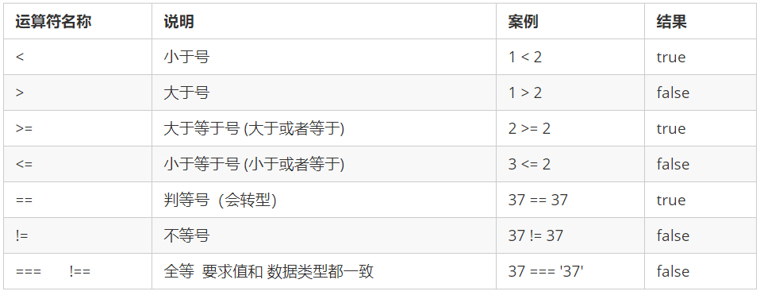 运算符名称 说明 案例 结果
< 小于号 1 < 2 true
> 大于号 1 > 2 false
>= 大于等于号 (大于或者等于) 2 >= 2 true
<= 小于等于号 (小于或者等于) 3 <= 2 false
== 判等号（会转型） 37 == 37 true
!= 不等号 37 != 37 false
=== !== 全等 要求值和 数据类型都一致 37 === '37' false